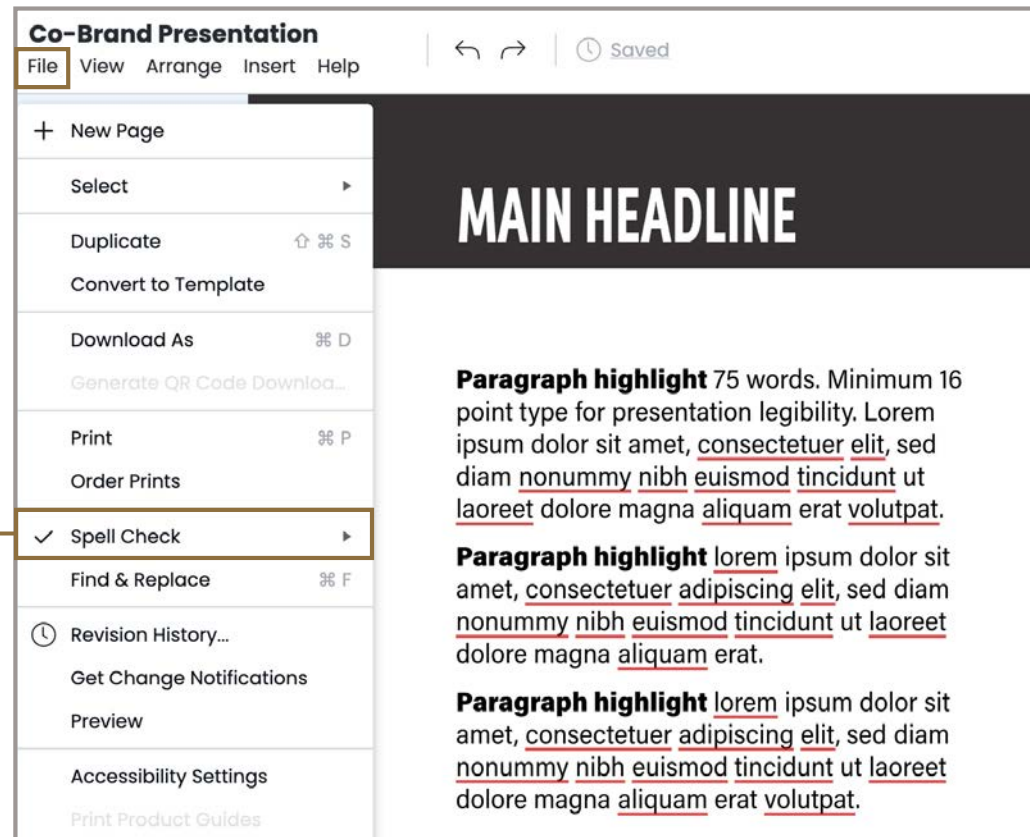 Co-Brand Presentation
File View Arrange Insert Help
Saved
New Page
Select
Duplicate ⇧ ⌘ S
Convert to Template
Download As ⌘ D
Generate QR Code Downloa...
Print ⌘ P
Order Prints
Spell Check
Find & Replace ⌘ F
Revision History...
Get Change Notifications
Preview
Accessibility Settings
Print Product Guides
MAIN HEADLINE
Paragraph highlight 75 words. Minimum 16
point type for presentation legibility. Lorem
ipsum dolor sit amet, consectetuer elit, sed
diam nonummy nibh euismod tincidunt ut
laoreet dolore magna aliquam erat volutpat.
Paragraph highlight lorem ipsum dolor sit
amet, consectetuer adipiscing elit, sed diam
nonummy nibh euismod tincidunt ut laoreet
dolore magna aliquam erat.
Paragraph highlight lorem ipsum dolor sit
amet, consectetuer adipiscing elit, sed diam
nonummy nibh euismod tincidunt ut laoreet
dolore magna aliquam erat volutpat.